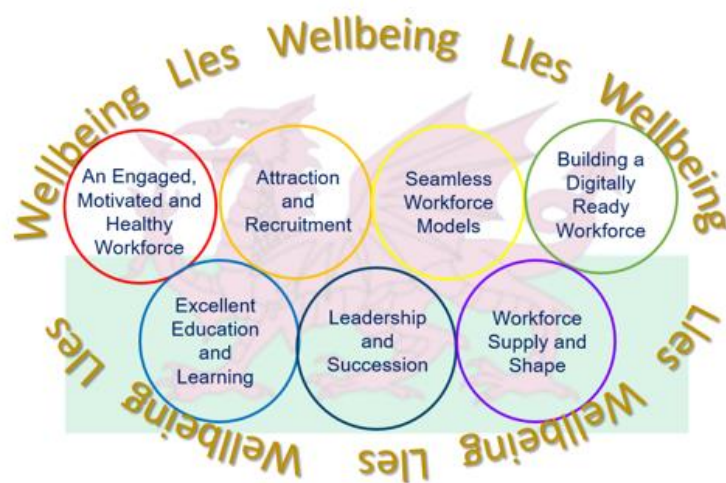 Wellbeing Lles Wellbeing Lles Wellbeing
An Engaged,
Motivated and
Healthy
Workforce
Attraction
and
Recruitment
Seamless
Workforce
Models
Building a
Digitally
Ready
Workforce
Excellent
Education
and
Learning
Leadership
and
Succession
Workforce
Supply and
Shape
Lles Wellbeing Lles Wellbeing Lles